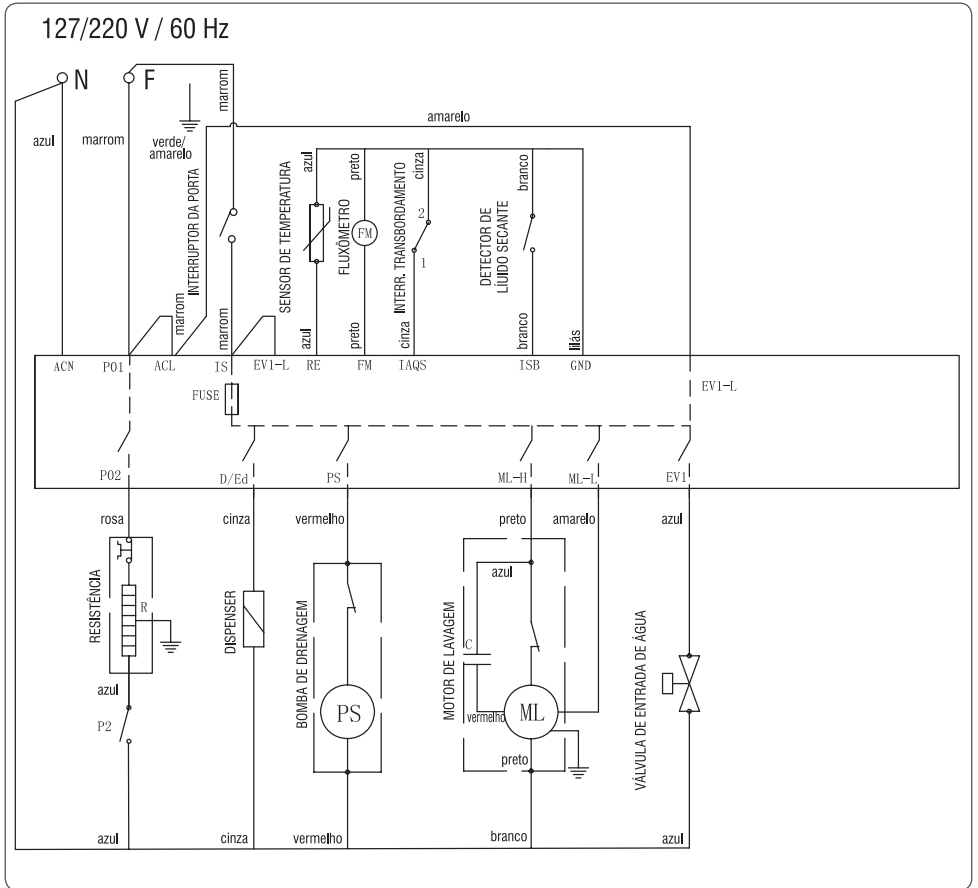 127/220 V / 60 Hz
N
F
azul
marrom
verde/
amarelo
marrom
amarelo
INTERRUPTOR DA PORTA
marrom
marrom
SENSOR DE TEMPERATURA
azul
azul
FLUXÔMETRO
preto
FM
preto
INTERR. TRANSBORDAMENTO
cinza
2
1
cinza
DETECTOR DE
LÍUIDO SECANTE
branco
branco
lilás
ACN
P01
ACL
IS
EV1-L
RE
FM
IAQS
ISB
GND
FUSE
EV1-L
P02
D/Ed
PS
ML-H
ML-L
EV1
rosa
cinza
vermelho
preto
amarelo
azul
RESISTÊNCIA
R
azul
P2
DISPENSER
BOMBA DE DRENAGEM
PS
MOTOR DE LAVAGEM
azul
C
vermelho
ML
preto
VÁLVULA DE ENTRADA DE ÁGUA
azul
cinza
vermelho
branco
azul